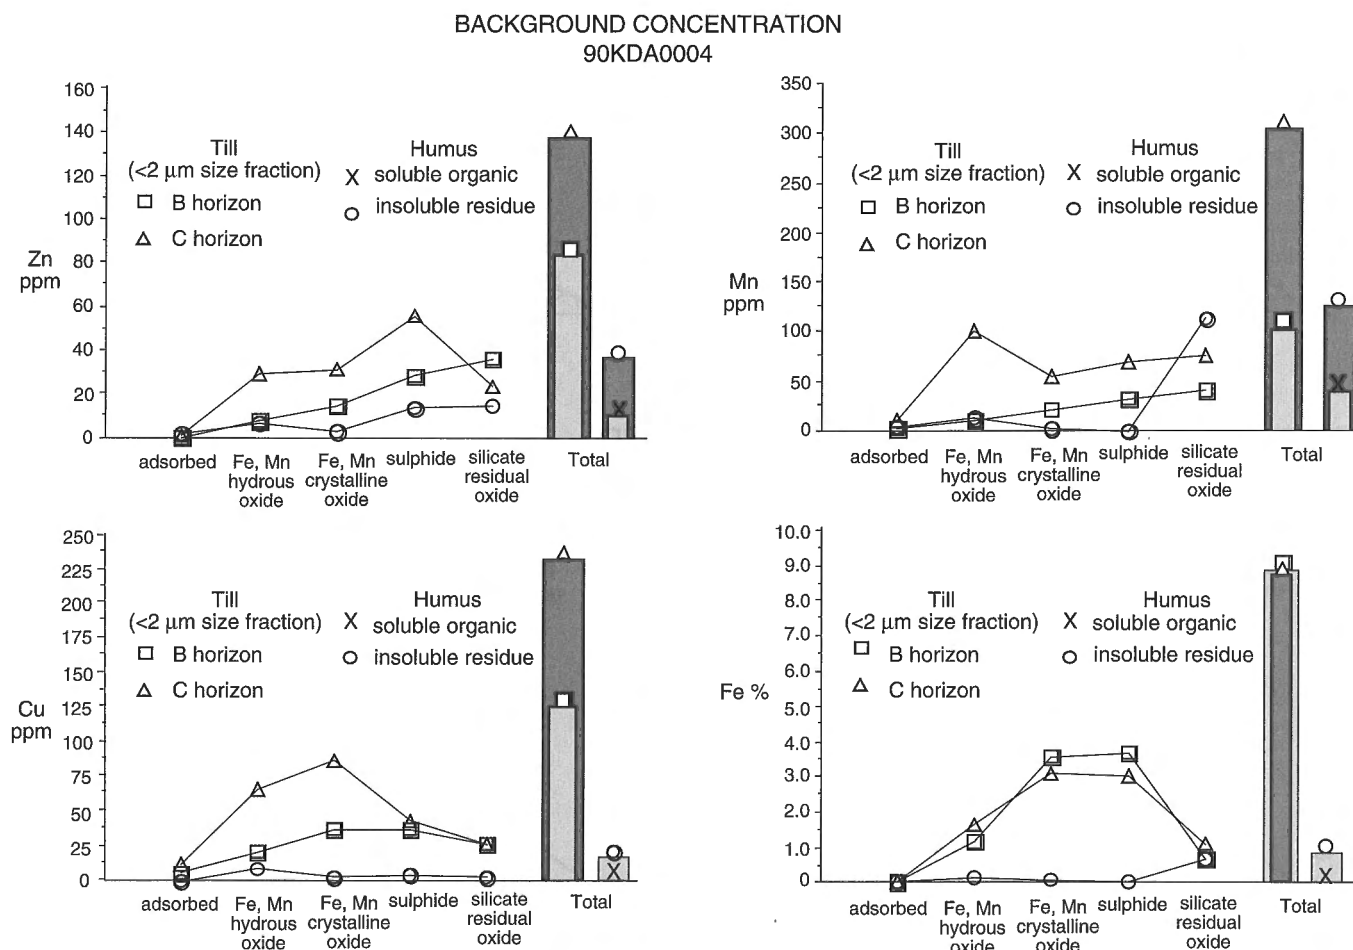 BACKGROUND CONCENTRATION
90KDA0004
160
140
120
100
80
60
40
20
0
Zn
ppm
Till
(<2 µm size fraction)
B horizon
C horizon
Humus
X soluble organic
insoluble residue
adsorbed
Fe, Mn
hydrous
oxide
Fe, Mn
crystalline
oxide
sulphide
silicate
residual
oxide
Total
X
350
300
250
200
150
100
50
0
Mn
ppm
Till
(<2 µm size fraction)
B horizon
C horizon
Humus
X soluble organic
insoluble residue
adsorbed
Fe, Mn
hydrous
oxide
Fe, Mn
crystalline
oxide
sulphide
silicate
residual
oxide
Total
X
250
225
200
175
150
125
100
75
50
25
0
Cu
ppm
Till
(<2 µm size fraction)
B horizon
C horizon
Humus
X soluble organic
insoluble residue
adsorbed
Fe, Mn
hydrous
oxide
Fe, Mn
crystalline
oxide
sulphide
silicate
residual
oxide
Total
X
9.0
9.0
8.0
7.0
6.0
5.0
4.0
3.0
2.0
1.0
0
Fe %
Till
(<2 µm size fraction)
B horizon
C horizon
Humus
X soluble organic
insoluble residue
adsorbed
Fe, Mn
hydrous
oxide
Fe, Mn
crystalline
oxide
sulphide
silicate
residual
oxide
Total
X